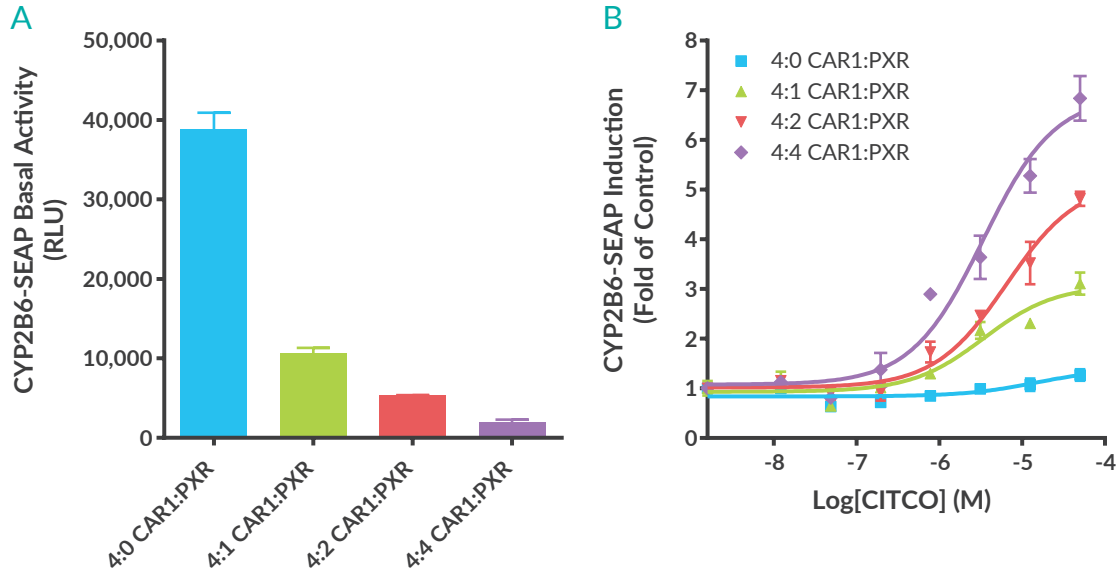 A
CYP2B6-SEAP Basal Activity
(RLU)
50,000
40,000
30,000
20,000
10,000
0
4:0 CAR1:PXR
4:1 CAR1:PXR
4:2 CAR1:PXR
4:4 CAR1:PXR
B
CYP2B6-SEAP Induction
(Fold of Control)
8
7
6
5
4
3
2
1
0
4:0 CAR1:PXR
4:1 CAR1:PXR
4:2 CAR1:PXR
4:4 CAR1:PXR
-8
-7
-6
-5
-4
Log[CITCO] (M)